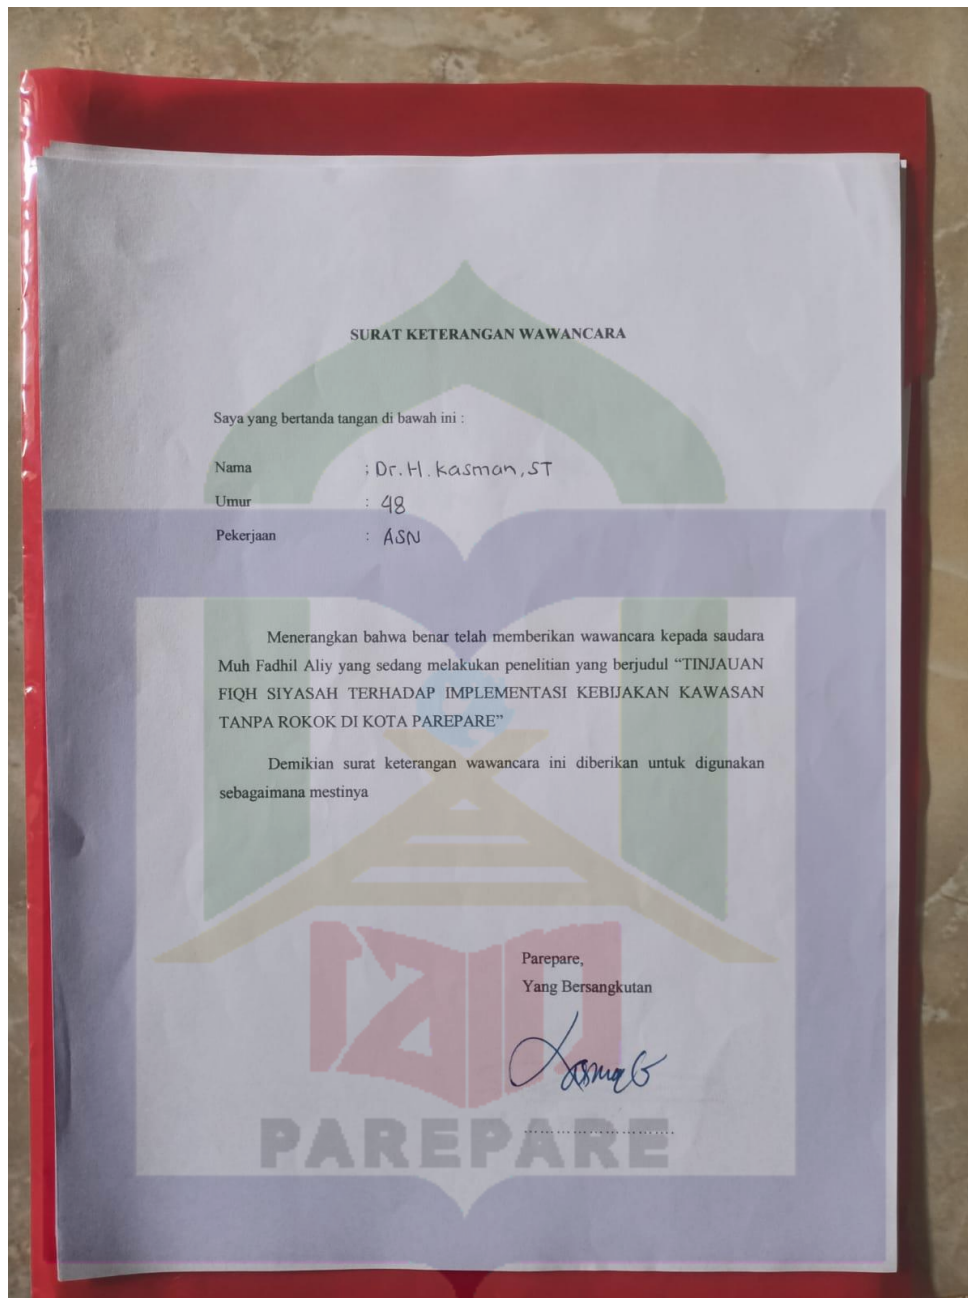 SURAT KETERANGAN WAWANCARA
Saya yang bertanda tangan di bawah ini :
Nama : Dr. H. Kasman, ST
Umur : 48
Pekerjaan : ASN
Menerangkan bahwa benar telah memberikan wawancara kepada saudara
Muh Fadhil Aliy yang sedang melakukan penelitian yang berjudul “TINJAUAN
FIQH SIYASAH TERHADAP IMPLEMENTASI KEBIJAKAN KAWASAN
TANPA ROKOK DI KOTA PAREPARE”
Demikian surat keterangan wawancara ini diberikan untuk digunakan
sebagaimana mestinya
Parepare,
Yang Bersangkutan
PAREPARE